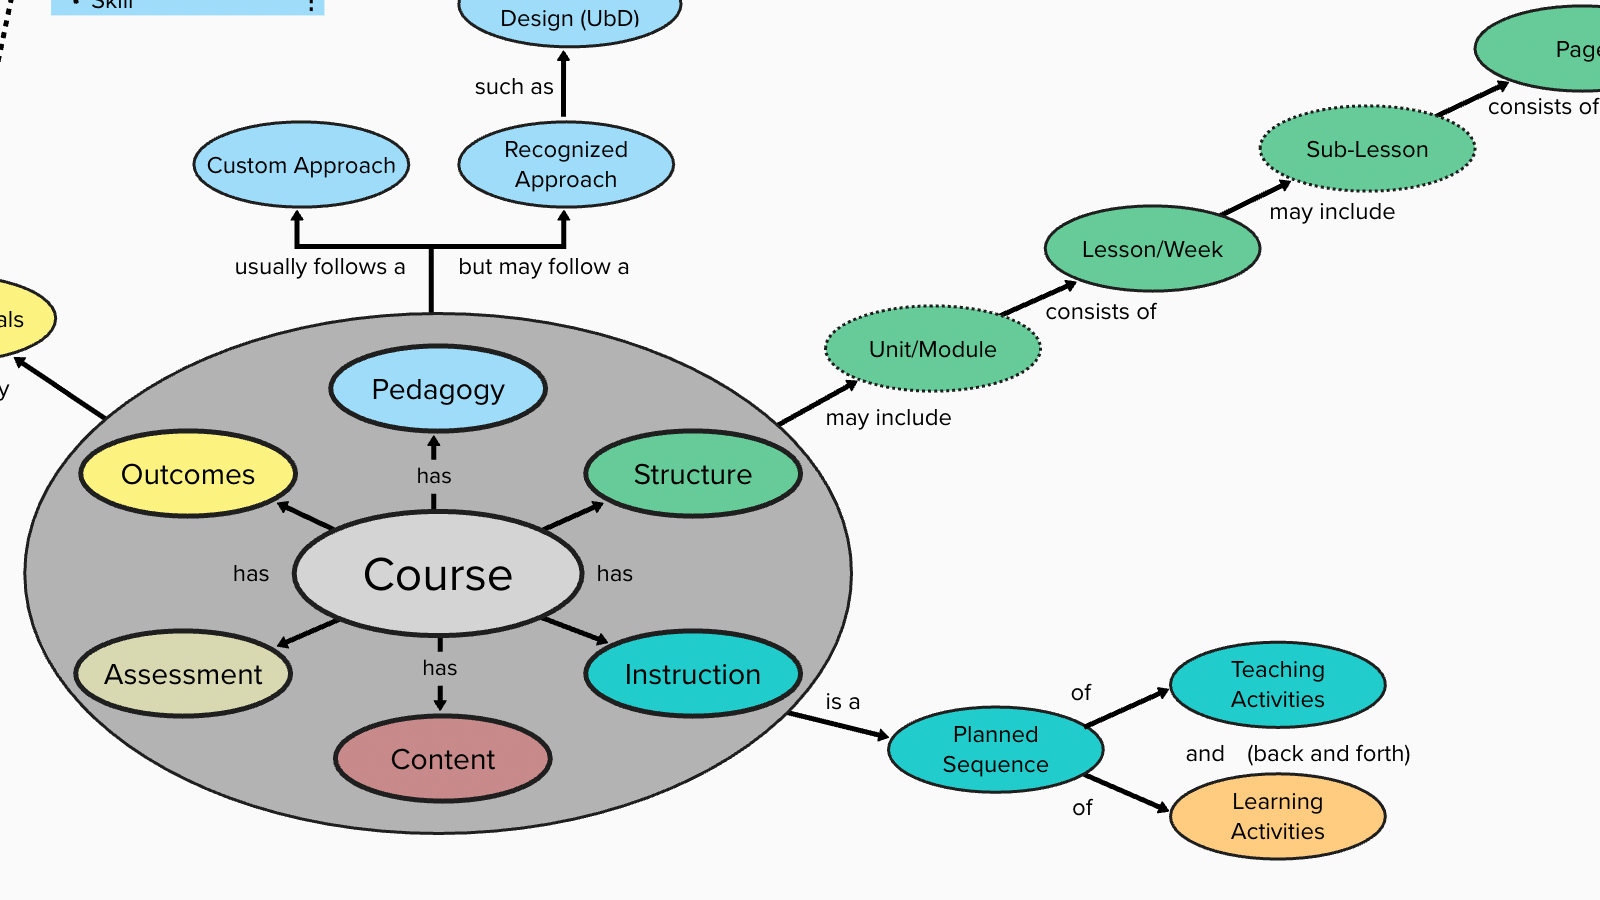 • Skill
Design (UbD)
such as
Custom Approach
Recognized
Approach
usually follows a
but may follow a
Page
consists of
Sub-Lesson
may include
Lesson/Week
consists of
Unit/Module
may include
als
y
Pedagogy
Outcomes
has
Structure
has
Course
has
Assessment
has
Instruction
Content
is a
Planned
Sequence
of
Teaching
Activities
and (back and forth)
of
Learning
Activities